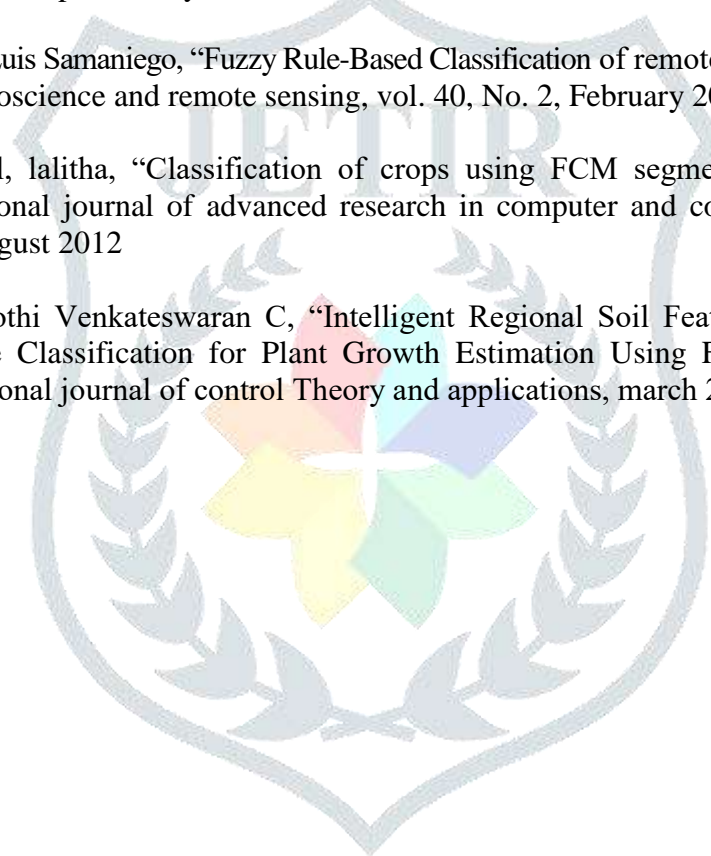 uis Samaniego, “Fuzzy Rule-Based Classification of remote
oscience and remote sensing, vol. 40, No. 2, February 20
JETIR
l, lalitha, “Classification of crops using FCM segme
onal journal of advanced research in computer and co
gust 2012
othi Venkateswaran C, “Intelligent Regional Soil Feat
e Classification for Plant Growth Estimation Using F
onal journal of control Theory and applications, march 2